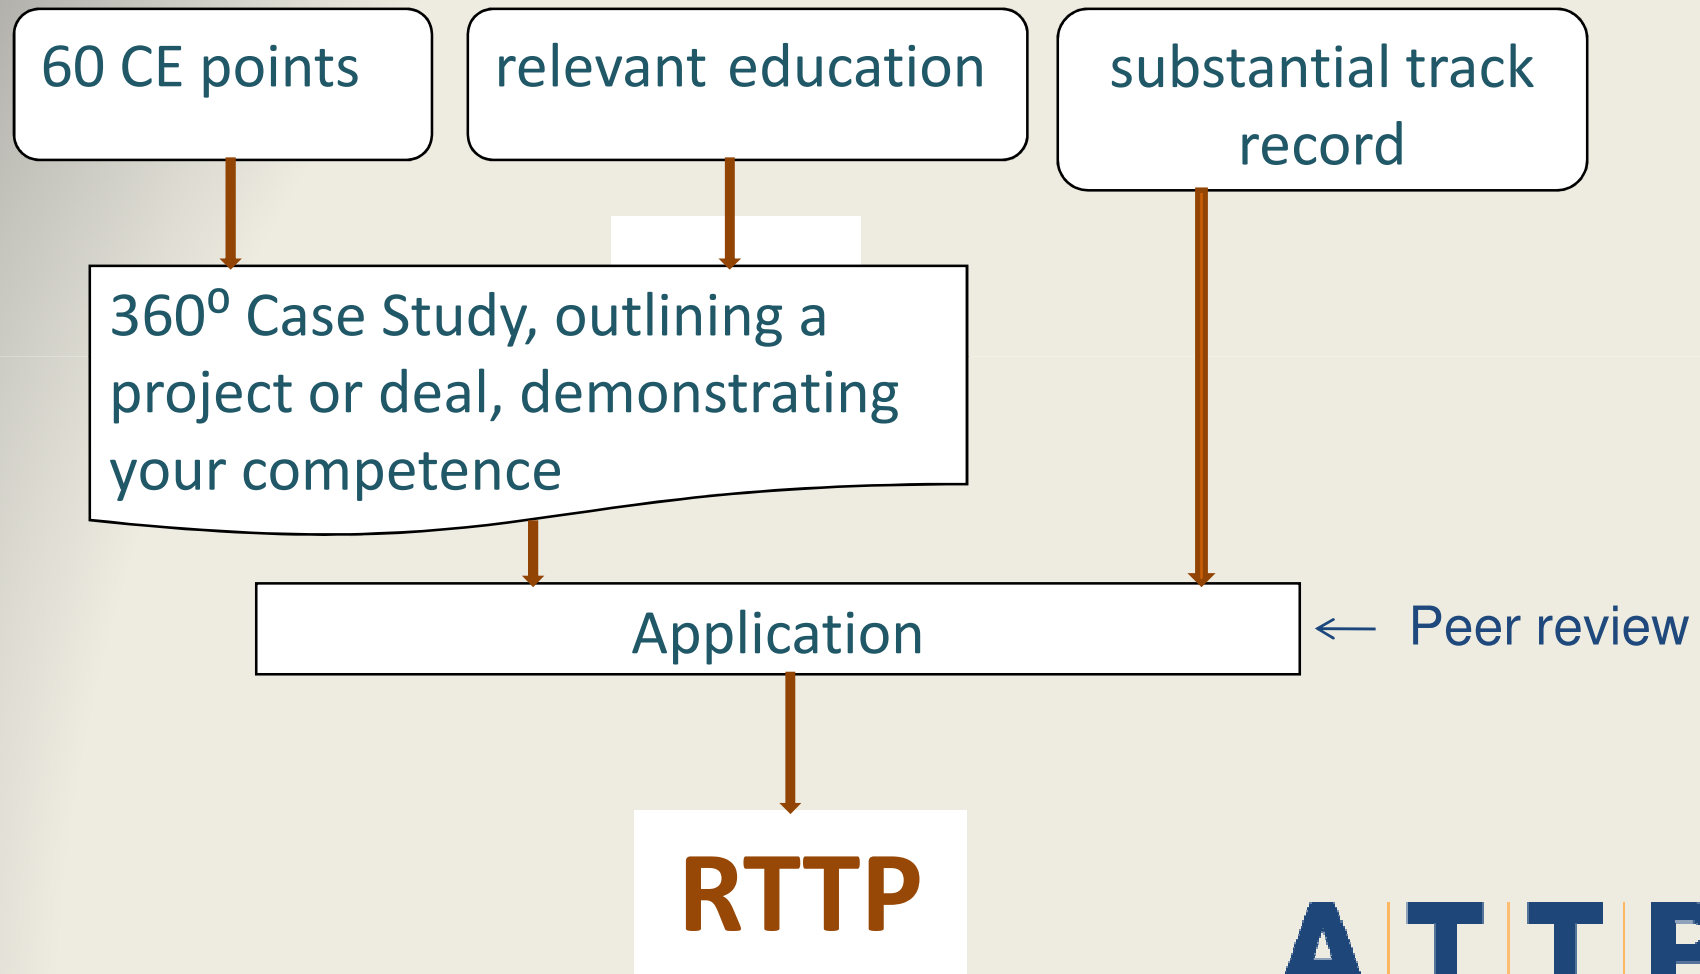 60 CE points
relevant education
substantial track
record
360⁰ Case Study, outlining a
project or deal, demonstrating
your competence
Application
Peer review
RTTP
ATTP